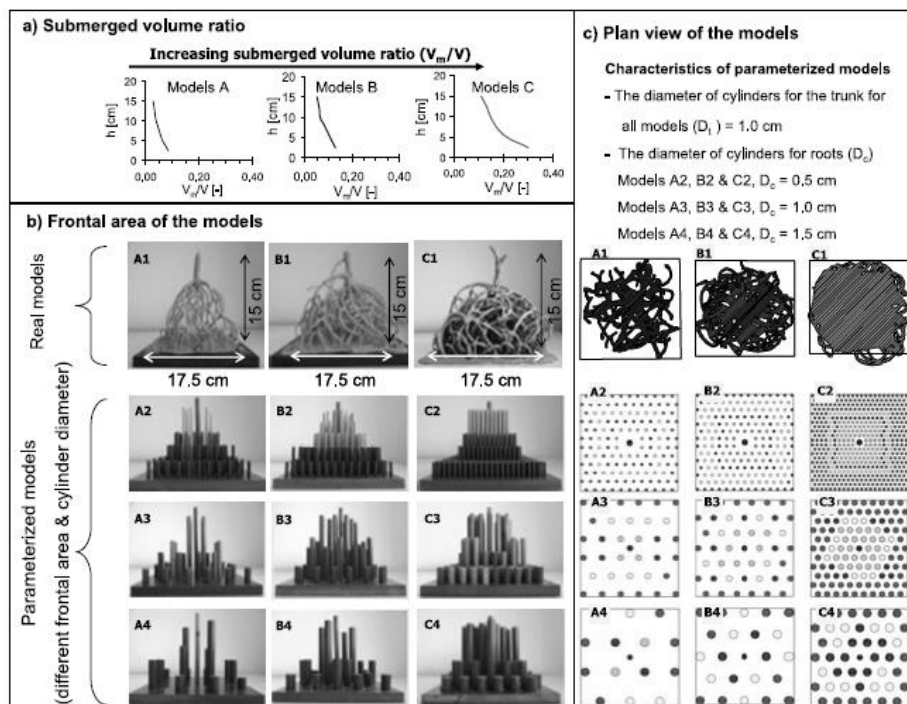 a) Submerged volume ratio
Increasing submerged volume ratio (Vm/V)
Models A
Models B
Models C
h [cm]
20
15
10
5
0
0,00 0,20 0,40
Vm/V [-]
h [cm]
20
15
10
5
0
0,00 0,20 0,40
Vm/V [-]
h [cm]
20
15
10
5
0
0,00 0,20 0,40
Vm/V [-]
b) Frontal area of the models
Real models
A1
15 cm
B1
15 cm
C1
15 cm
17.5 cm
17.5 cm
17.5 cm
Parameterized models
(different frontal area & cylinder diameter)
A2
B2
C2
A3
B3
C3
A4
B4
C4
c) Plan view of the models
Characteristics of parameterized models
- The diameter of cylinders for the trunk for
all models (Dt ) = 1.0 cm
- The diameter of cylinders for roots (Dc)
Models A2, B2 & C2, Dc = 0.5 cm
Models A3, B3 & C3, Dc = 1.0 cm
Models A4, B4 & C4, Dc = 1.5 cm
A1
B1
C1
A2
B2
C2
A3
B3
C3
A4
B4
C4